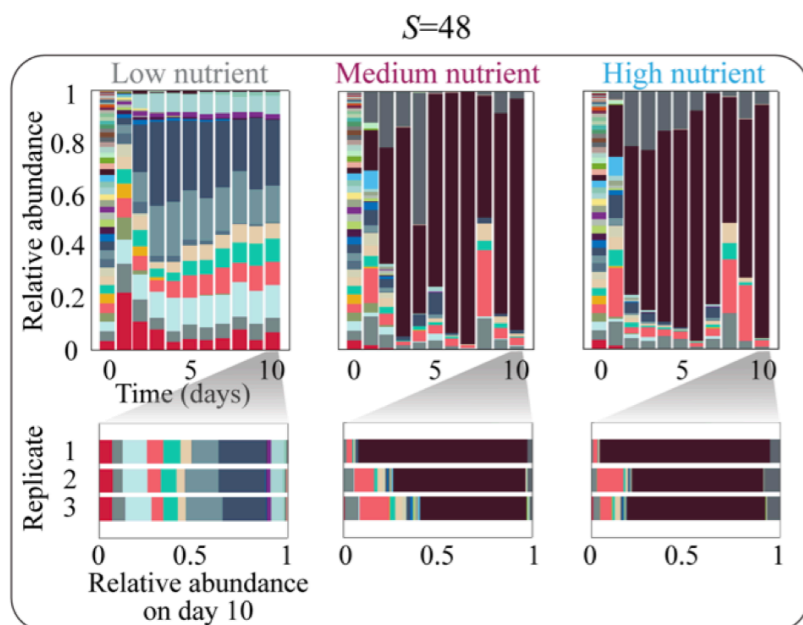 S=48
Low nutrient Medium nutrient High nutrient
Relative abundance
1
0.8
0.6
0.4
0.2
0
0 5 10 0 5 10 0 5 10
Time (days)
Replicate
1
2
3
0 0.5 1 0 0.5 1 0 0.5 1
Relative abundance
on day 10